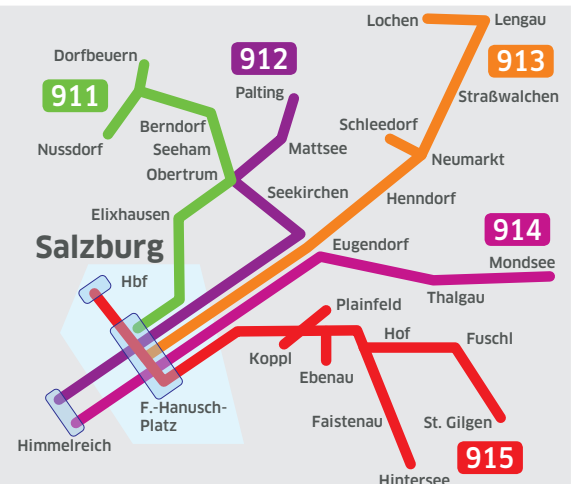 Lochen
Lengau
Dorfbeuern
912
913
911
Palting
Straßwalchen
Berndorf
Schleedorf
Nussdorf
Seeham
Mattsee
Neumarkt
Obertrum
Seekirchen
Henndorf
Elixhausen
914
Salzburg
Eugendorf
Mondsee
Hbf
Thalgau
Plainfeld
Hof
Fuschl
Koppl
Ebenau
F.-Hanusch-
Platz
Faistenau
St. Gilgen
Himmelreich
915
Hintersee